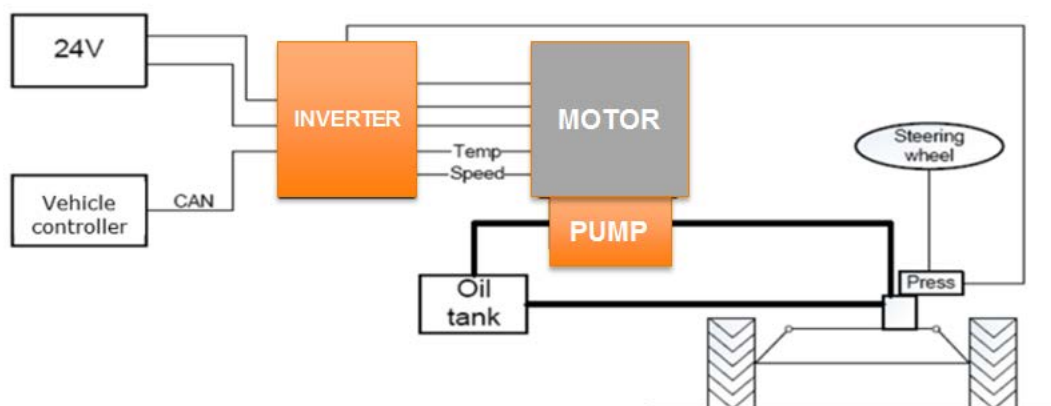 24V
INVERTER
MOTOR
Steering
wheel
Temp
Speed
Vehicle
controller
CAN
PUMP
Press
Oil
tank